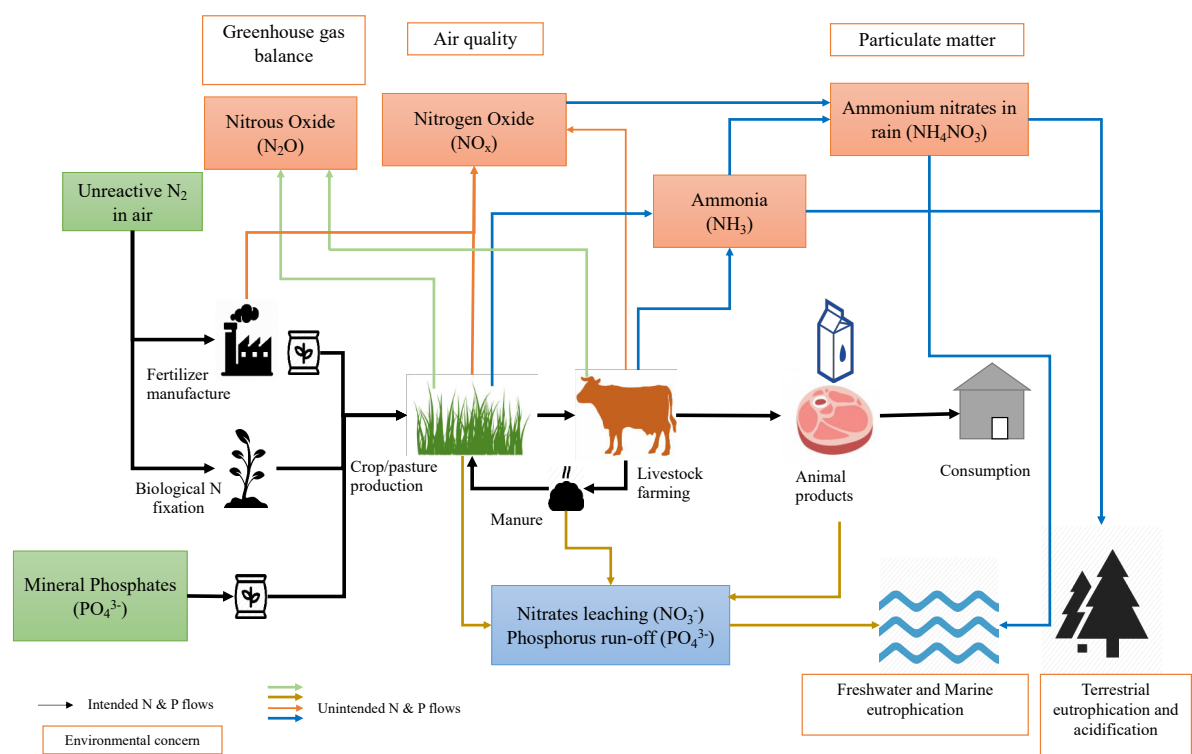 Greenhouse gas
balance
Air quality
Particulate matter
Nitrous Oxide
(N₂O)
Nitrogen Oxide
(NOₓ)
Ammonium nitrates in
rain (NH₄NO₃)
Unreactive N₂
in air
Ammonia
(NH₃)
Fertilizer
manufacture
Biological N
fixation
Crop/pasture
production
Manure
Livestock
farming
Animal
products
Consumption
Mineral Phosphates
(PO₄³⁻)
Nitrates leaching (NO₃⁻)
Phosphorus run-off (PO₄³⁻)
Freshwater and Marine
eutrophication
Terrestrial
eutrophication and
acidification
Intended N & P flows
Unintended N & P flows
Environmental concern